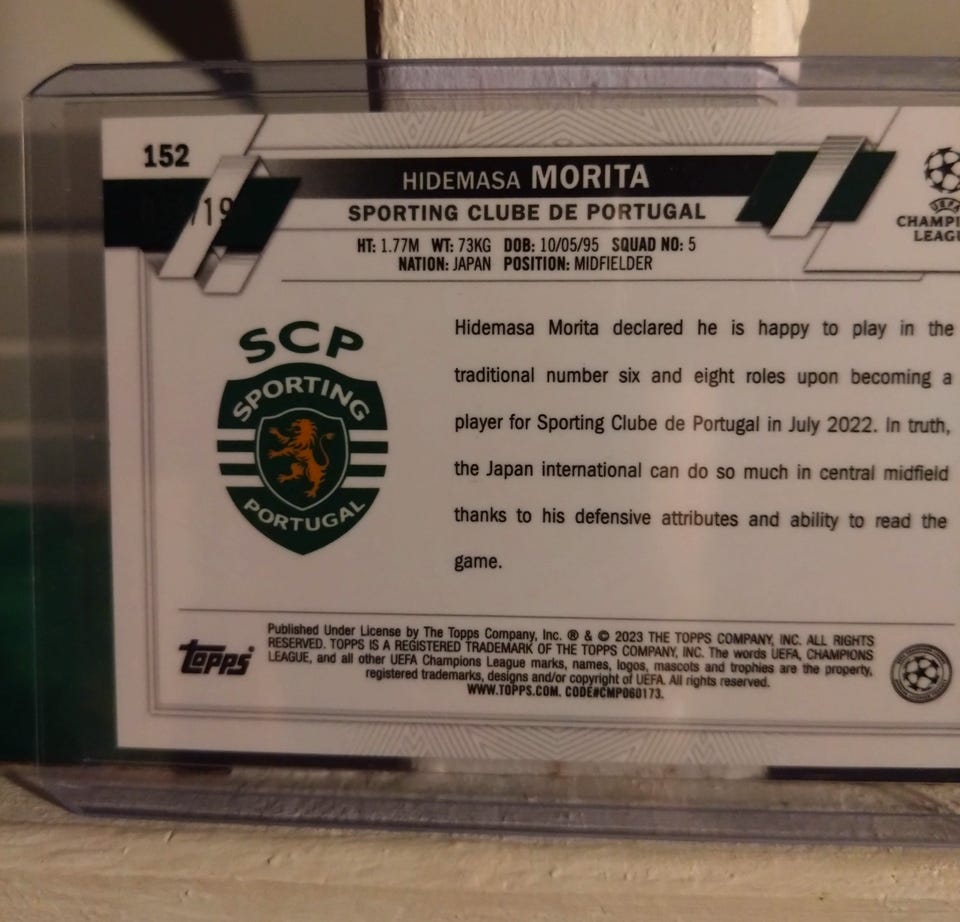 152
HIDEMASA MORITA
SPORTING CLUBE DE PORTUGAL
HT: 1.77M WT: 73KG DOB: 10/05/95 SQUAD NO: 5
NATION: JAPAN POSITION: MIDFIELDER
UEFA
LEAGU
SCP
SPORTING
PORTUGAL
Hidemasa Morita declared he is happy to play in the
traditional number six and eight roles upon becoming a
player for Sporting Clube de Portugal in July 2022. In truth,
the Japan international can do so much in central midfield
thanks to his defensive attributes and ability to read the
game.
topps
Published Under License by The Topps Company, Inc. ® & © 2023 THE TOPPS COMPANY, INC. ALL RIGHTS
RESERVED. TOPPS IS A REGISTERED TRADEMARK OF THE TOPPS COMPANY, INC. The words UEFA, CHAMPIONS
LEAGUE, and all other UEFA Champions League marks, names, logos, mascots and trophies are the property,
registered trademarks, designs and/or copyright of UEFA. All rights reserved.
WWW.TOPPS.COM. CODE#CMP060173.